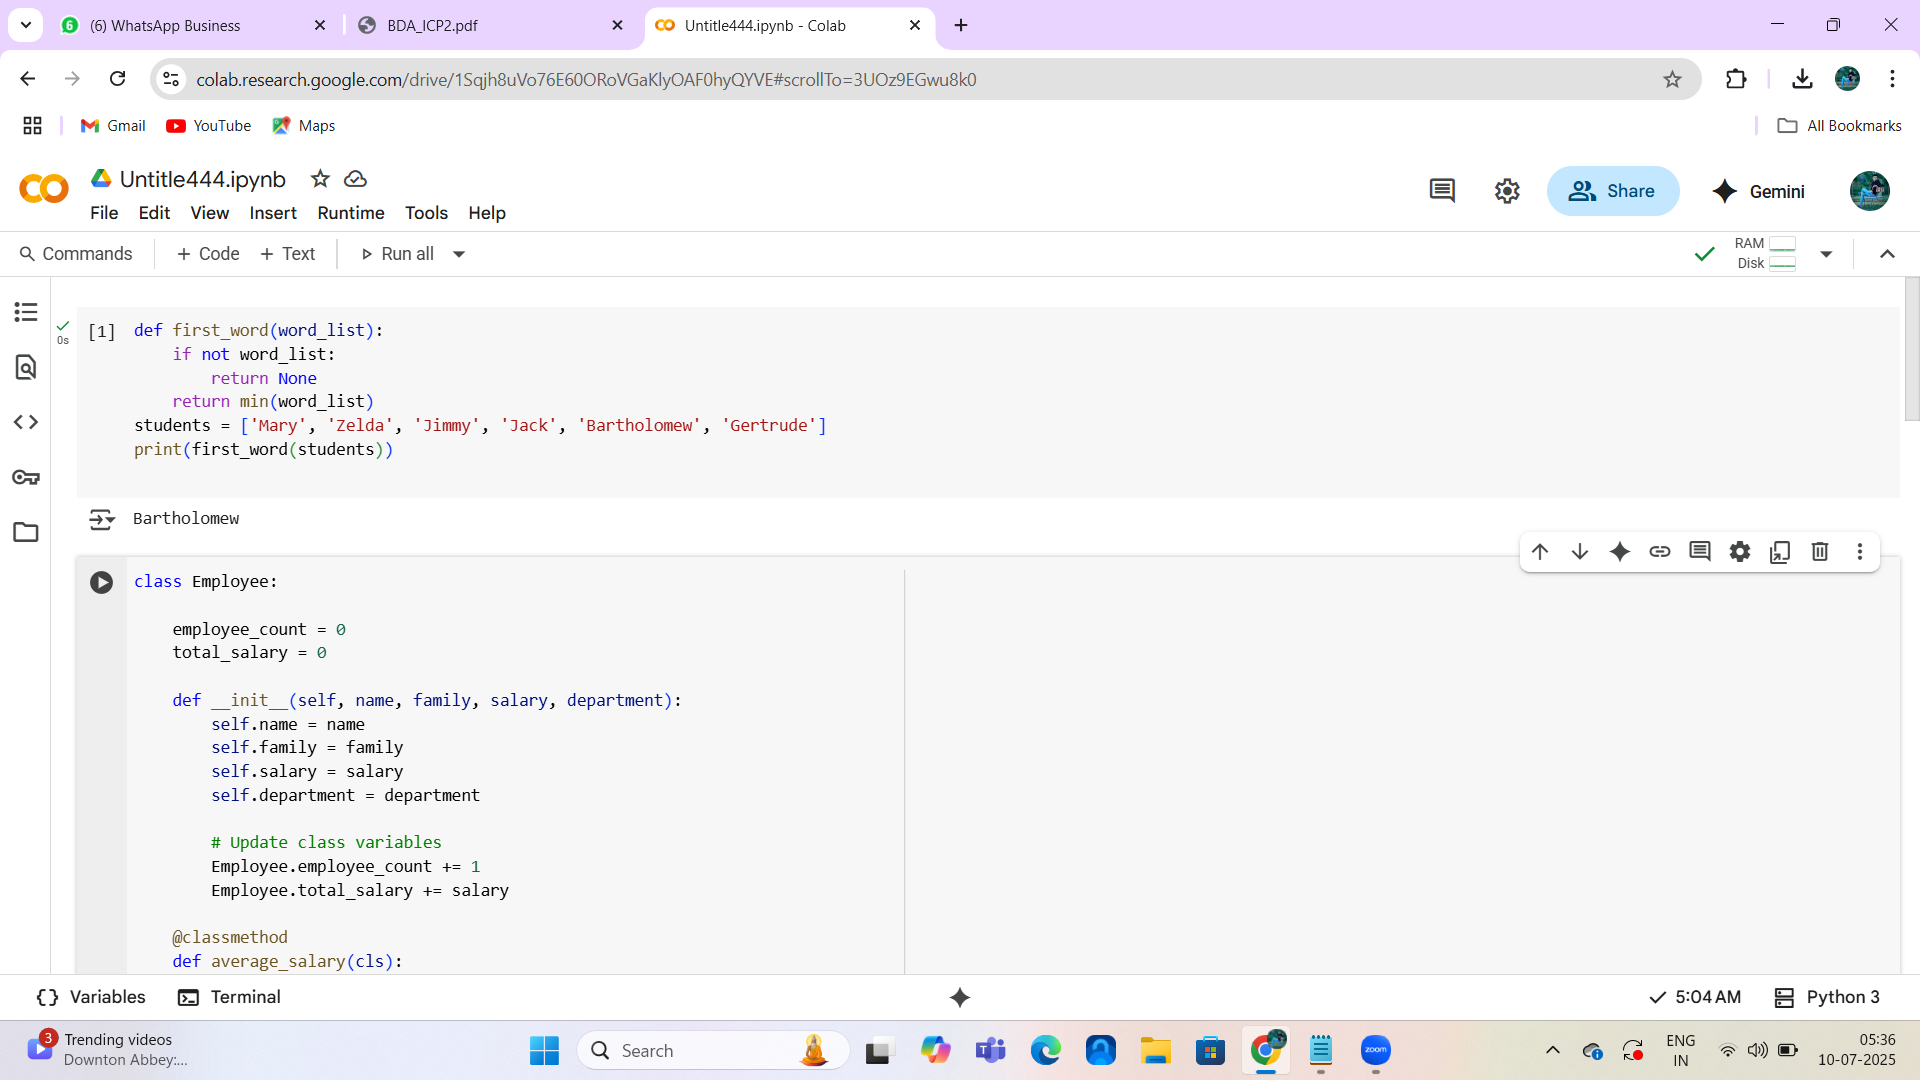 (6) WhatsApp Business
BDA_ICP2.pdf
Untitle444.ipynb - Colab
colab.research.google.com/drive/1Sqjh8uVo76E60ORoVGaKlyOAF0hyQYVE#scrollTo=3UOz9EGwu8k0
Gmail YouTube Maps All Bookmarks
Untitle444.ipynb
File Edit View Insert Runtime Tools Help
Share Gemini
Commands + Code + Text Run all
RAM
Disk
[1] def first_word(word_list):
0s
    if not word_list:
        return None
    return min(word_list)
students = ['Mary', 'Zelda', 'Jimmy', 'Jack', 'Bartholomew', 'Gertrude']
print(first_word(students))
Bartholomew
class Employee:
    employee_count = 0
    total_salary = 0
    def __init__(self, name, family, salary, department):
        self.name = name
        self.family = family
        self.salary = salary
        self.department = department
        # Update class variables
        Employee.employee_count += 1
        Employee.total_salary += salary
    @classmethod
    def average_salary(cls):
{} Variables Terminal
5:04 AM Python 3
3
Trending videos
Downton Abbey:...
Search
zoom
ENG
IN
05:36
10-07-2025